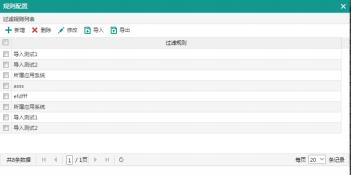 规则配置
过滤规则列表
新增 删除 修改 导入 导出
过滤规则
导入测试1
导入测试2
所属应用系统
asss
efdfff
所属应用系统
导入测试1
导入测试2
共8条数据 1 / 1页 每页 20 条记录